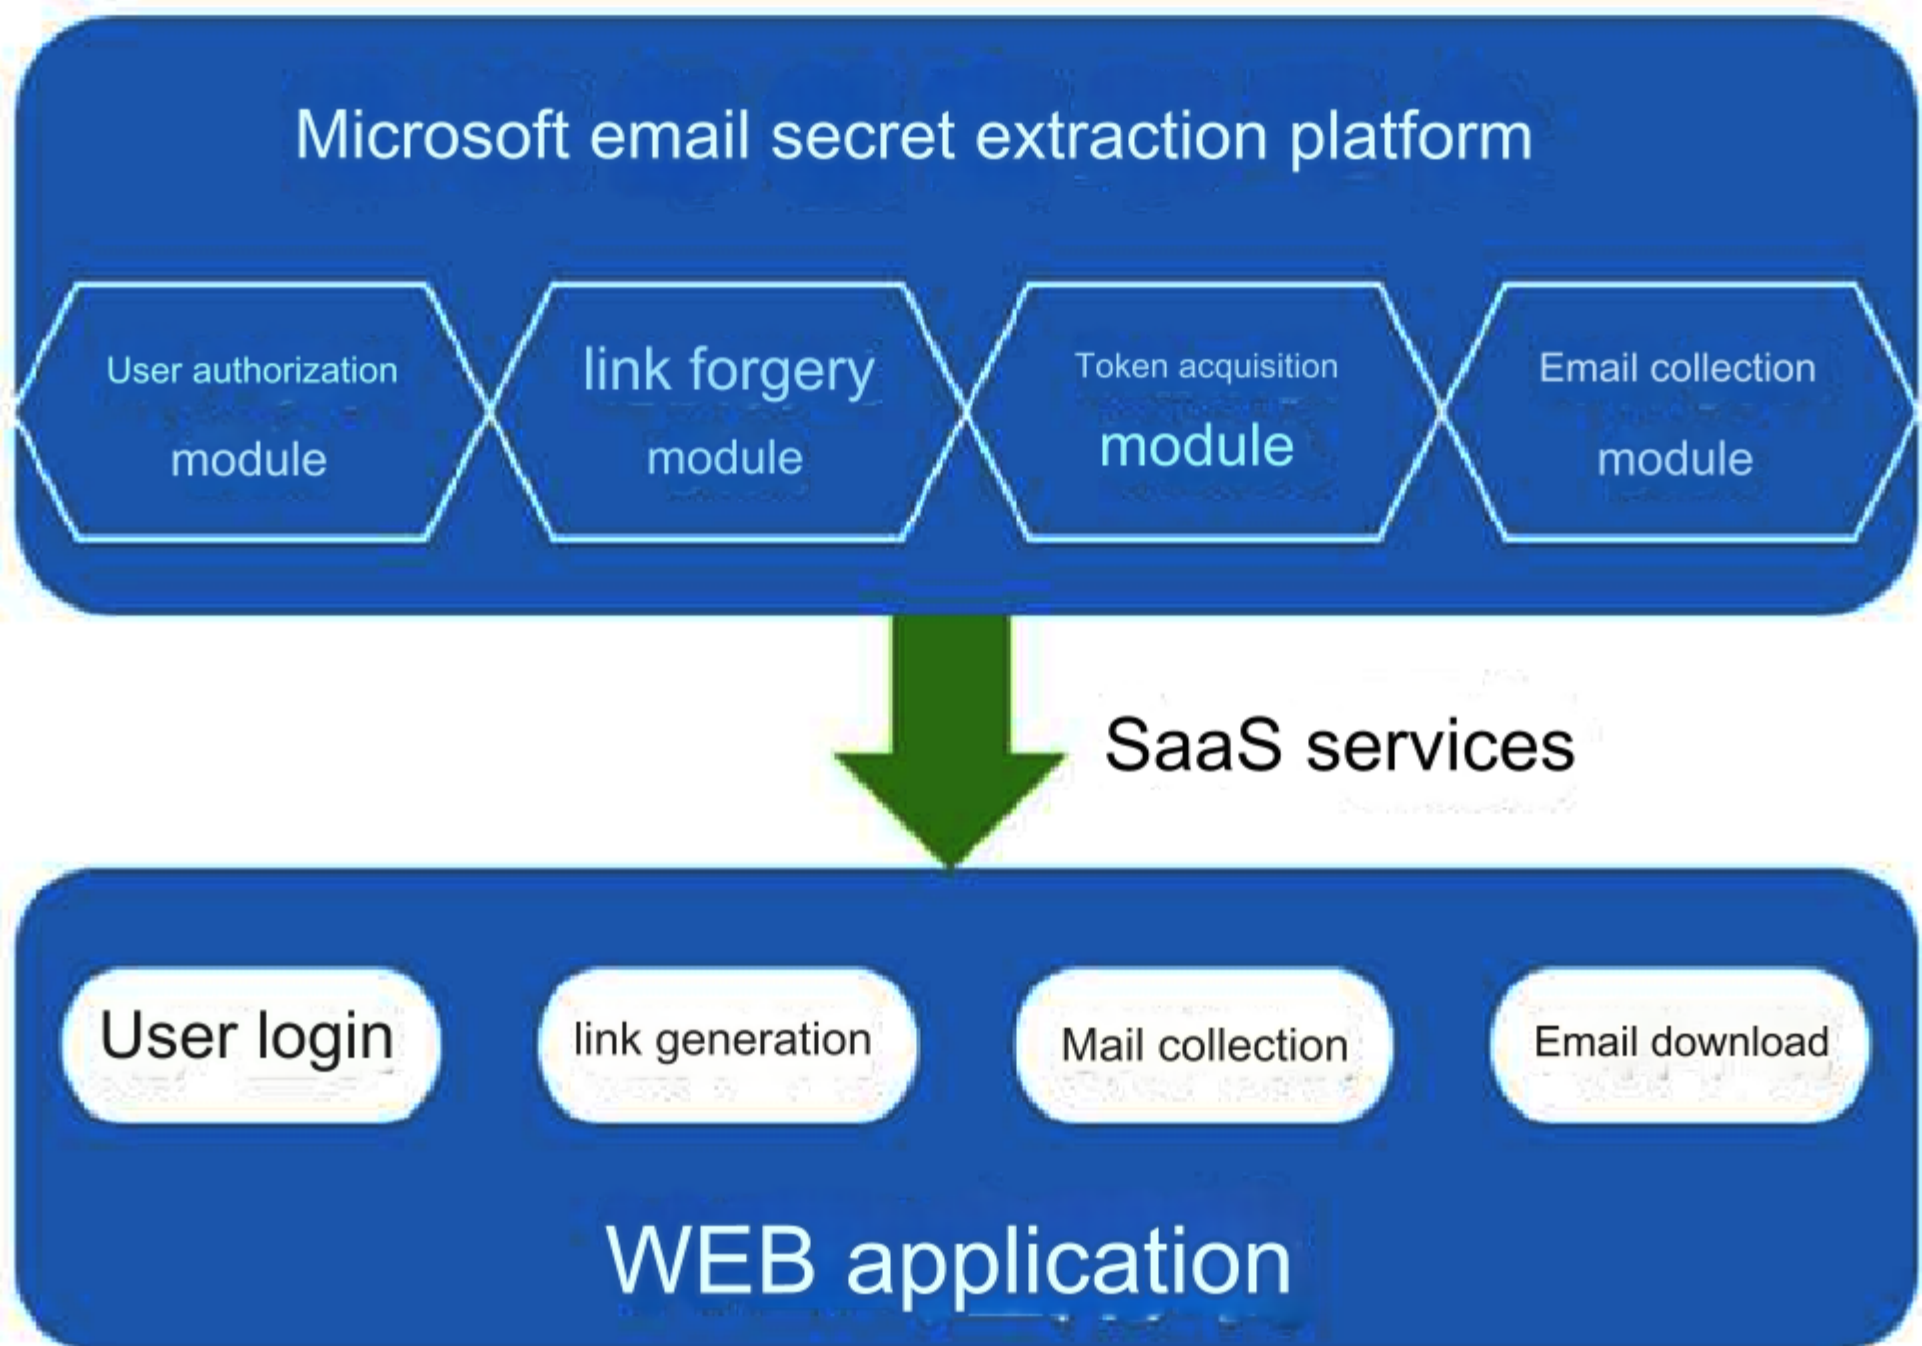 Microsoft email secret extraction platform
User authorization
module
link forgery
module
Token acquisition
module
Email collection
module
SaaS services
User login
link generation
Mail collection
Email download
WEB application